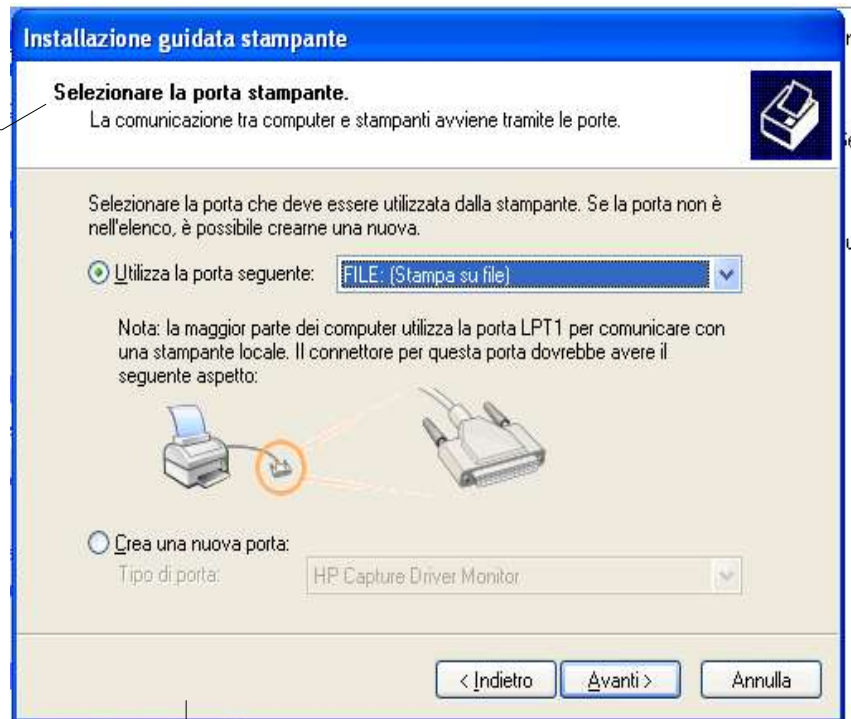 Installazione guidata stampante
Selezionare la porta stampante.
La comunicazione tra computer e stampanti avviene tramite le porte.
Selezionare la porta che deve essere utilizzata dalla stampante. Se la porta non è
nell'elenco, è possibile crearne una nuova.
Utilizza la porta seguente: FILE: (Stampa su file)
Nota: la maggior parte dei computer utilizza la porta LPT1 per comunicare con
una stampante locale. Il connettore per questa porta dovrebbe avere il
seguente aspetto:
Crea una nuova porta:
Tipo di porta: HP Capture Driver Monitor
< Indietro Avanti > Annulla